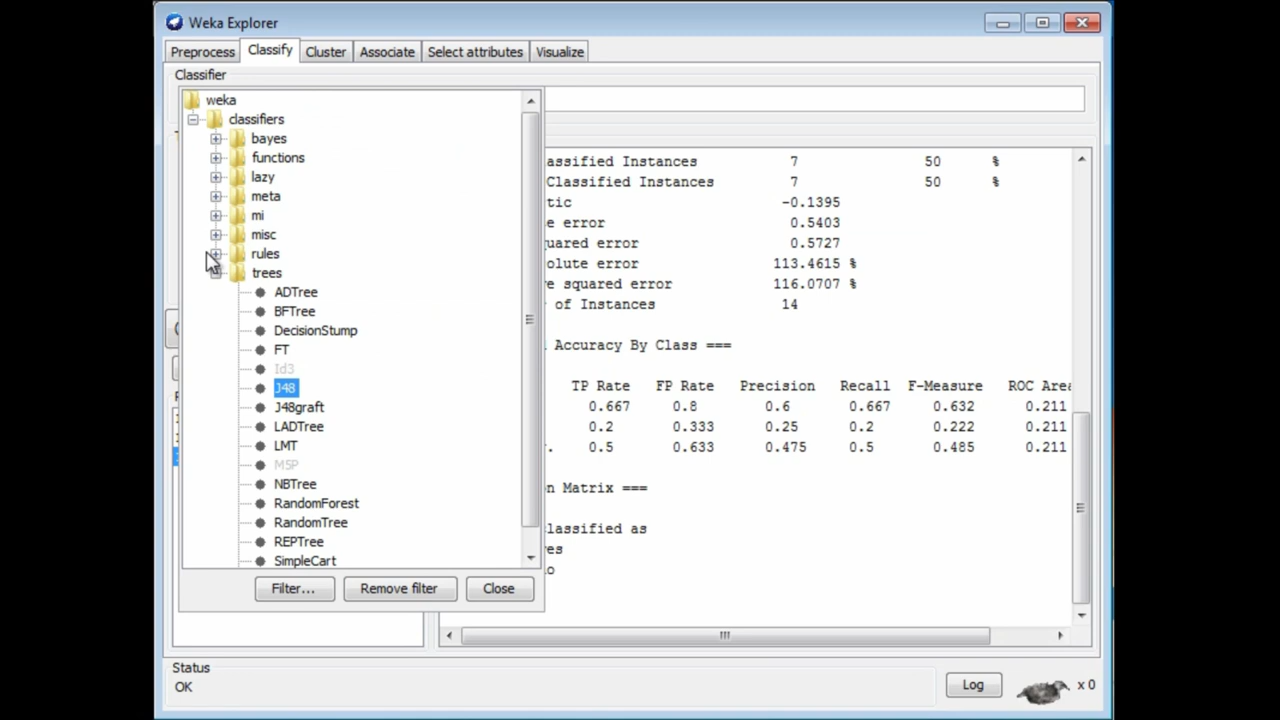 Weka Explorer
Preprocess Classify Cluster Associate Select attributes Visualize
Classifier
weka
classifiers
bayes
functions
lazy
meta
mi
misc
rules
trees
ADTree
BFTree
DecisionStump
FT
Id3
J48
J48graft
LADTree
LMT
M5P
NBTree
RandomForest
RandomTree
REPTree
SimpleCart
Filter... Remove filter Close
assified Instances 7 50 %
Classified Instances 7 50 %
tic -0.1395
e error 0.5403
uared error 0.5727
olute error 113.4615 %
e squared error 116.0707 %
of Instances 14
Accuracy By Class ===
TP Rate FP Rate Precision Recall F-Measure ROC Area
0.667 0.8 0.6 0.667 0.632 0.211
0.2 0.333 0.25 0.2 0.222 0.211
. 0.5 0.633 0.475 0.5 0.485 0.211
on Matrix ===
lassified as
es
o
Status
OK
Log x 0